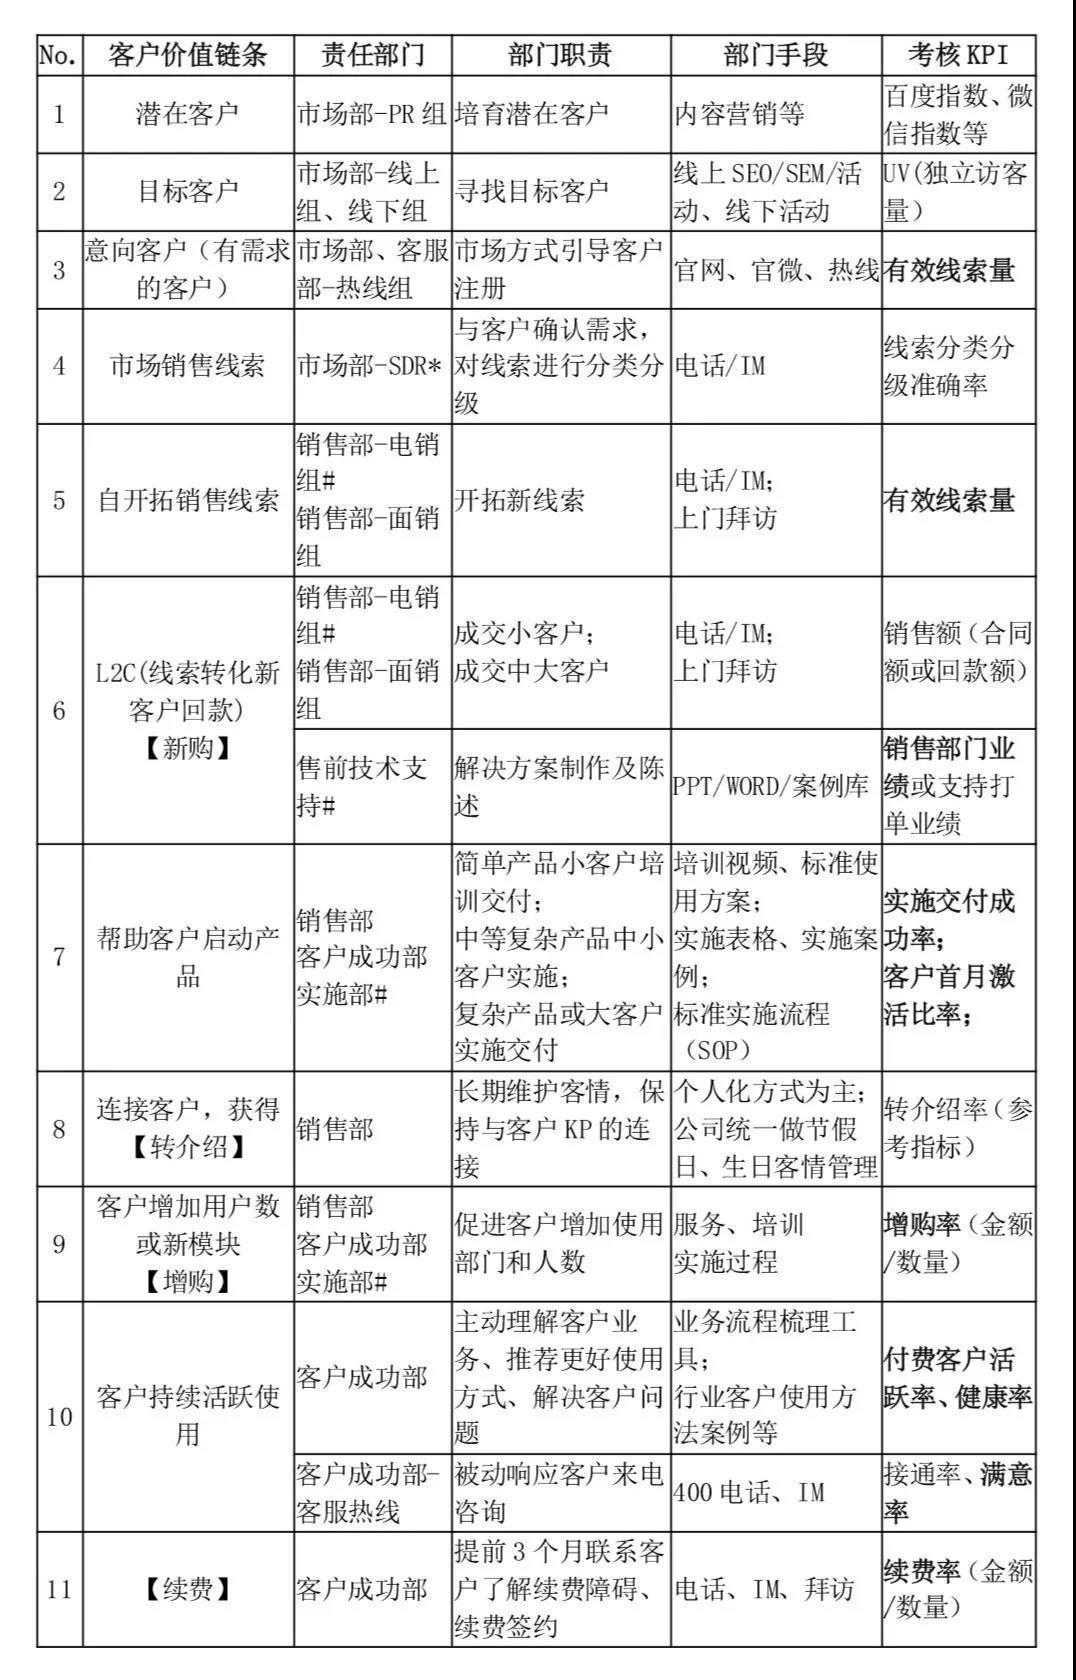 No.
客户价值链条
责任部门
部门职责
部门手段
考核 KPI
1
潜在客户
市场部-PR 组
培育潜在客户
内容营销等
百度指数、微
信指数等
2
目标客户
市场部-线上
组、线下组
寻找目标客户
线上 SEO/SEM/活
动、线下活动
UV(独立访客
量）
3
意向客户（有需求
的客户）
市场部、客服
部-热线组
市场方式引导客户
注册
官网、官微、热线
有效线索量
4
市场销售线索
市场部-SDR*
与客户确认需求，
对线索进行分类分
级
电话/IM
线索分类分
级准确率
5
自开拓销售线索
销售部-电销
组#
销售部-面销
组
开拓新线索
电话/IM；
上门拜访
有效线索量
6
L2C(线索转化新
客户回款)
【新购】
销售部-电销
组#
销售部-面销
组
成交小客户；
成交中大客户
电话/IM；
上门拜访
销售额（合同
额或回款额）
售前技术支
持#
解决方案制作及陈
述
PPT/WORD/案例库
销售部门业
绩或支持打
单业绩
7
帮助客户启动产
品
销售部
客户成功部
实施部#
简单产品小客户培
训交付；
中等复杂产品中小
客户实施；
复杂产品或大客户
实施交付
培训视频、标准使
用方案；
实施表格、实施案
例；
标准实施流程
（SOP）
实施交付成
功率；
客户首月激
活比率；
8
连接客户，获得
【转介绍】
销售部
长期维护客情，保
持与客户 KP 的连
接
个人化方式为主；
公司统一做节假
日、生日客情管理
转介绍率（参
考指标）
9
客户增加用户数
或新模块
【增购】
销售部
客户成功部
实施部#
促进客户增加使用
部门和人数
服务、培训
实施过程
增购率（金额
/数量）
10
客户持续活跃使
用
客户成功部
主动理解客户业
务、推荐更好使用
方式、解决客户问
题
业务流程梳理工
具；
行业客户使用方
法案例等
付费客户活
跃率、健康率
客户成功部-
客服热线
被动响应客户来电
咨询
400 电话、IM
接通率、满意
率
11
【续费】
客户成功部
提前 3 个月联系客
户了解续费障碍、
续费签约
电话、IM、拜访
续费率（金额
/数量）